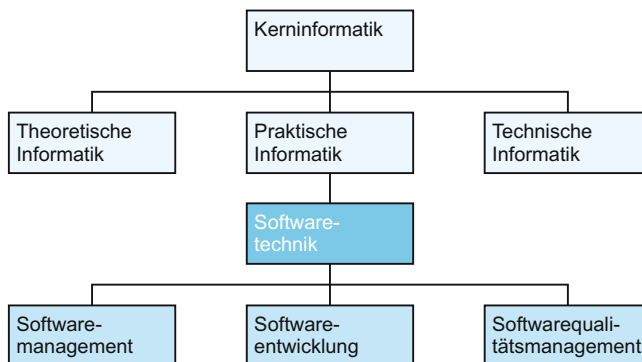 Kerninformatik
Theoretische
Informatik
Praktische
Informatik
Technische
Informatik
Software-
technik
Software-
management
Software-
entwicklung
Softwarequali-
tätsmanagement